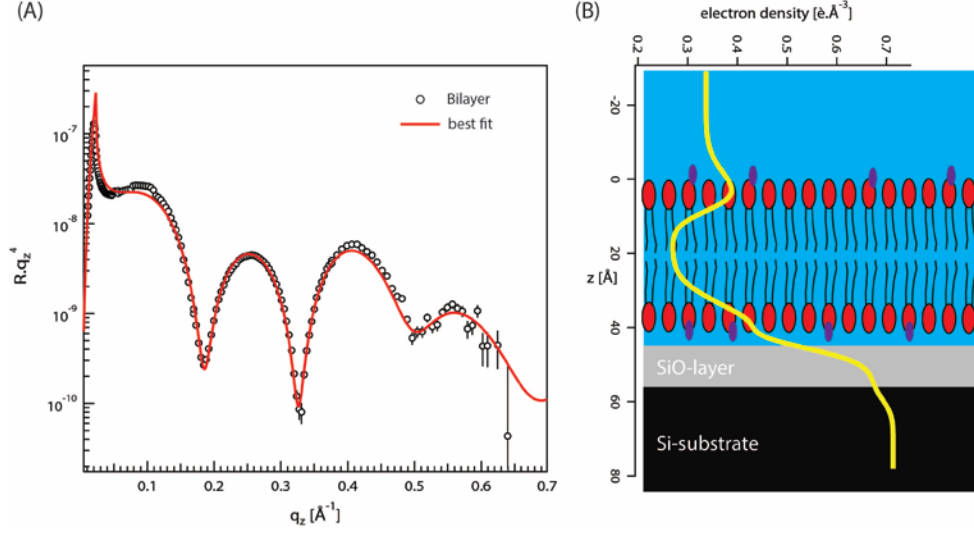 (A)
(B)
electron density [è.Å⁻³]
0.2 0.3 0.4 0.5 0.6 0.7
Bilayer
best fit
10⁻⁷
10⁻⁸
10⁻⁹
10⁻¹⁰
R.q_z⁴
0.1 0.2 0.3 0.4 0.5 0.6 0.7
q_z [Å⁻¹]
-20
0
20
40
60
80
z [Å]
SiO-layer
Si-substrate